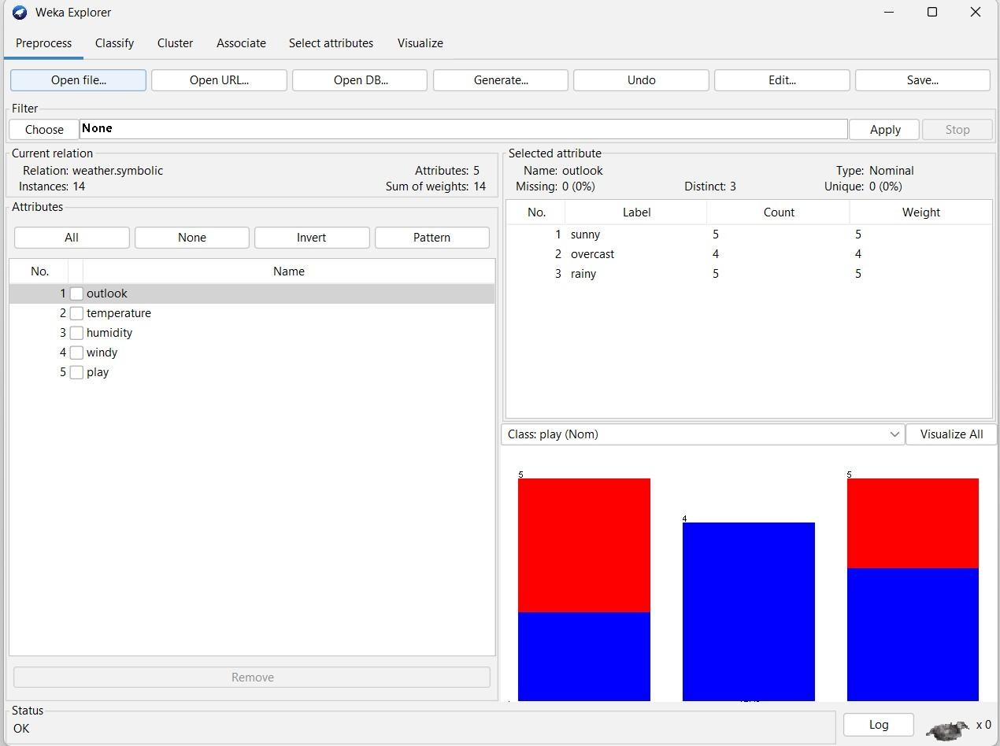 Weka Explorer
Preprocess Classify Cluster Associate Select attributes Visualize
Open file... Open URL... Open DB... Generate... Undo Edit... Save...
Filter
Choose None Apply Stop
Current relation
Relation: weather.symbolic Attributes: 5
Instances: 14 Sum of weights: 14
Attributes
All None Invert Pattern
No. Name
1 outlook
2 temperature
3 humidity
4 windy
5 play
Remove
Selected attribute
Name: outlook Type: Nominal
Missing: 0 (0%) Distinct: 3 Unique: 0 (0%)
No. Label Count Weight
1 sunny 5 5
2 overcast 4 4
3 rainy 5 5
Class: play (Nom) Visualize All
5 4 5
Status
OK Log x 0